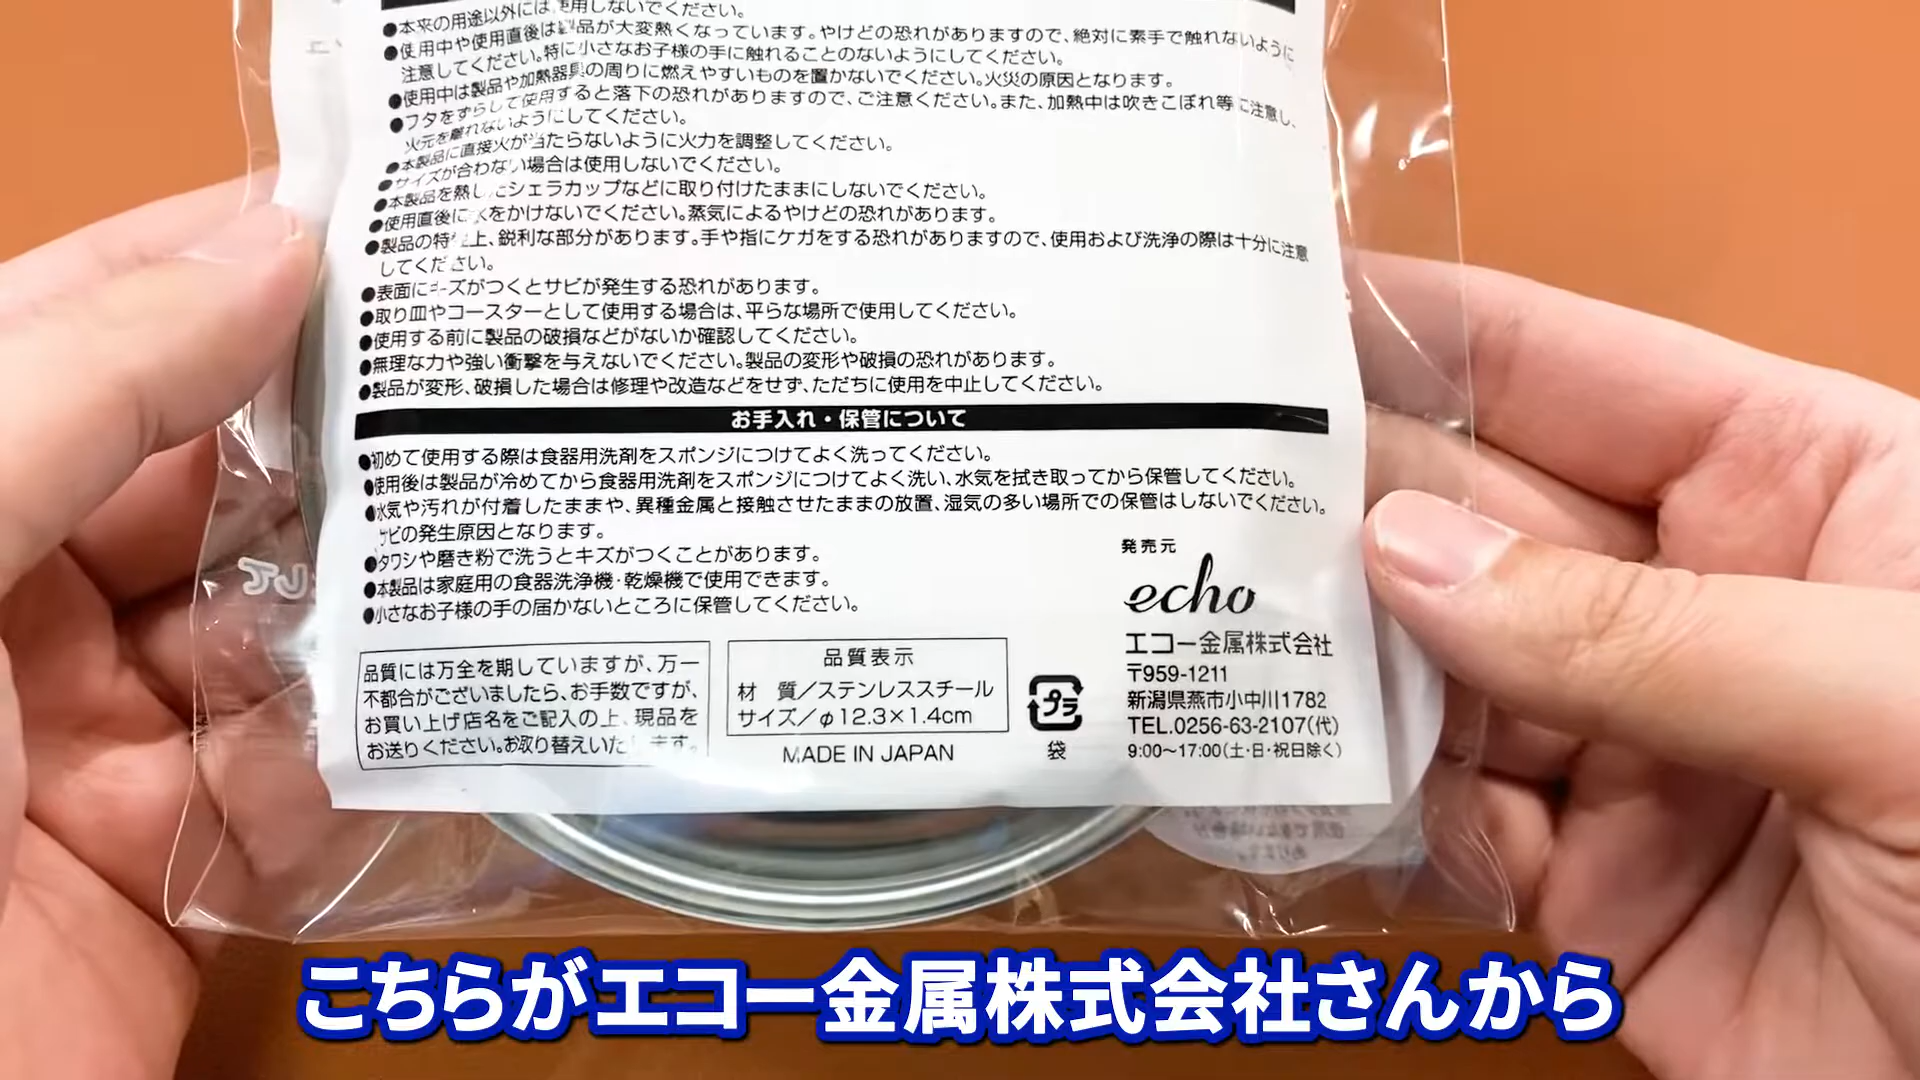 ●本来の用途以外には使用しないでください。
●使用中や使用直後は製品が大変熱くなっています。やけどの恐れがありますので、絶対に素手で触れないように
注意してください。特に小さなお子様の手に触れることのないようにしてください。
●使用中は製品や加熱器具の周りに燃えやすいものを置かないでください。火災の原因となります。
●フタをずらして使用すると落下の恐れがありますので、ご注意ください。また、加熱中は吹きこぼれ等に注意し、
火元を離れないようにしてください。
●本製品に直接火が当たらないように火力を調整してください。
●サイズが合わない場合は使用しないでください。
●本製品を熱したシェラカップなどに取り付けたままにしないでください。
●使用直後に水をかけないでください。蒸気によるやけどの恐れがあります。
●製品の特性上、鋭利な部分があります。手や指にケガをする恐れがありますので、使用および洗浄の際は十分に注意
してください。
●表面にキズがつくとサビが発生する恐れがあります。
●取り皿やコースターとして使用する場合は、平らな場所で使用してください。
●使用する前に製品の破損などがないか確認してください。
●無理な力や強い衝撃を与えないでください。製品の変形や破損の恐れがあります。
●製品が変形、破損した場合は修理や改造などをせず、ただちに使用を中止してください。
お手入れ・保管について
●初めて使用する際は食器用洗剤をスポンジにつけてよく洗ってください。
●使用後は製品が冷めてから食器用洗剤をスポンジにつけてよく洗い、水気を拭き取ってから保管してください。
●水気や汚れが付着したままや、異種金属と接触させたままの放置、湿気の多い場所での保管はしないでください。
サビの発生原因となります。
●タワシや磨き粉で洗うとキズがつくことがあります。
●本製品は家庭用の食器洗浄機・乾燥機で使用できます。
●小さなお子様の手の届かないところに保管してください。
品質には万全を期していますが、万一
不都合がございましたら、お手数ですが、
お買い上げ店名をご記入の上、現品を
お送りください。お取り替えいたします。
品質表示
材 質／ステンレススチール
サイズ／φ12.3×1.4cm
MADE IN JAPAN
プラ
袋
発売元
echo
エコー金属株式会社
〒959-1211
新潟県燕市小中川1782
TEL.0256-63-2107(代)
9:00〜17:00(土・日・祝日除く)
こちらがエコー金属株式会社さんから